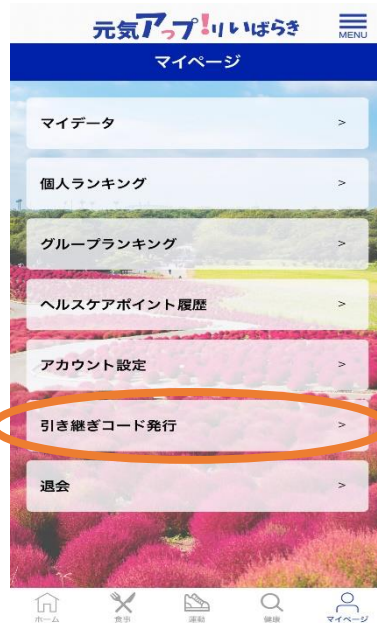 元気アっプ!リいばらき
MENU
マイページ
マイデータ >
個人ランキング >
グループランキング >
ヘルスケアポイント履歴 >
アカウント設定 >
引き継ぎコード発行 >
退会 >
ホーム 食事 運動 健康 マイページ